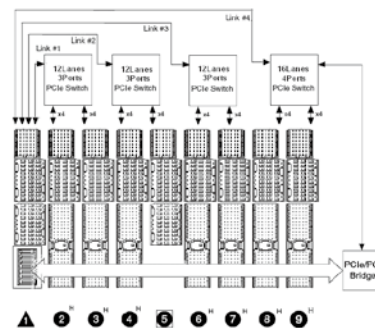 Link #4
Link #3
Link #2
Link #1
12Lanes
3Ports
PCIe Switch
12Lanes
3Ports
PCIe Switch
12Lanes
3Ports
PCIe Switch
16Lanes
4Ports
PCIe Switch
x4 x4 x4 x4 x4 x4 x4 x4
PCIe/PC
Bridge
1 2 H 3 H 4 H 5 6 H 7 H 8 H 9 H